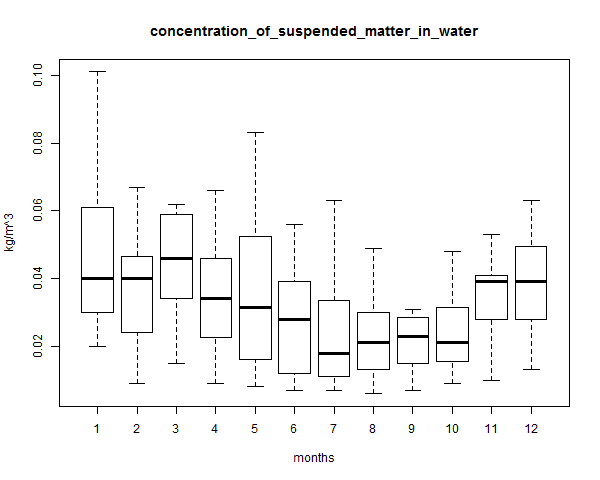 concentration_of_suspended_matter_in_water
kg/m^3
0.10
0.08
0.06
0.04
0.02
1 2 3 4 5 6 7 8 9 10 11 12
months